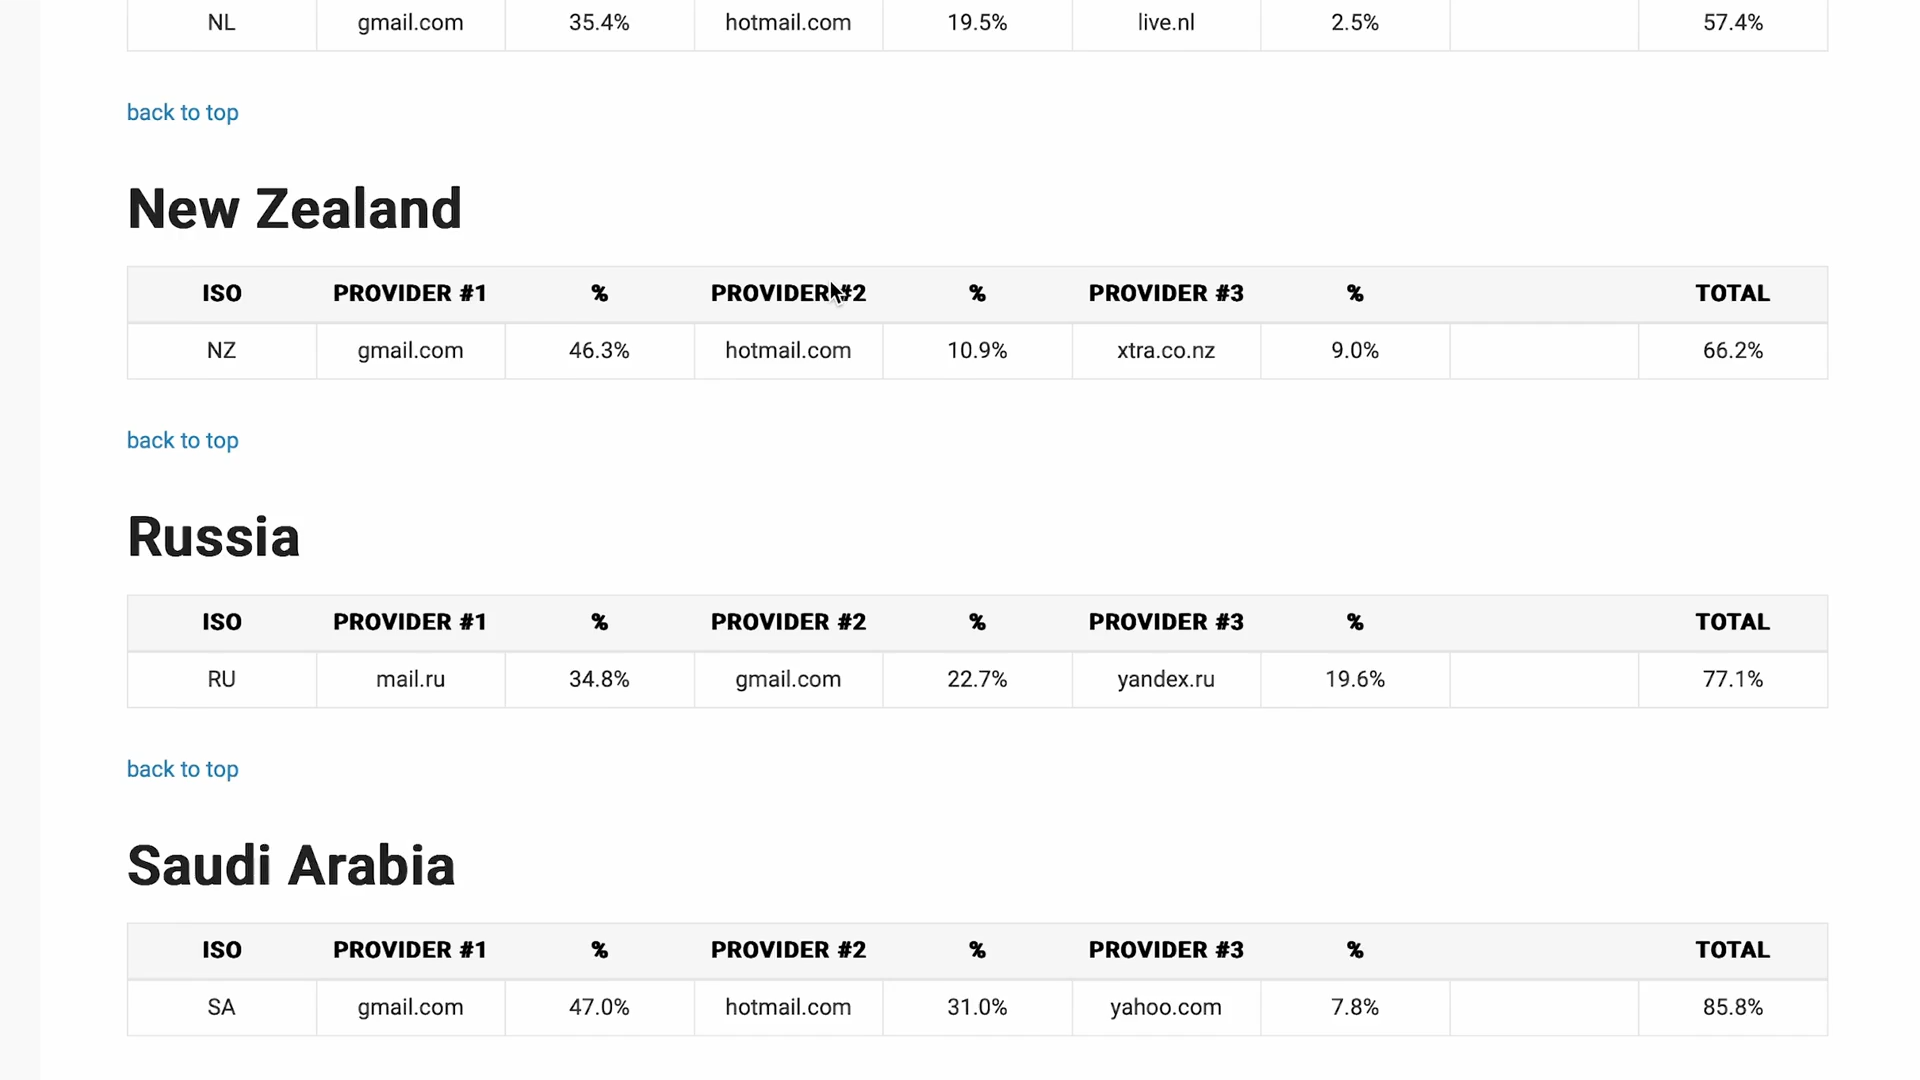 NL gmail.com 35.4% hotmail.com 19.5% live.nl 2.5% 57.4%
back to top
New Zealand
ISO PROVIDER #1 % PROVIDER #2 % PROVIDER #3 % TOTAL
NZ gmail.com 46.3% hotmail.com 10.9% xtra.co.nz 9.0% 66.2%
back to top
Russia
ISO PROVIDER #1 % PROVIDER #2 % PROVIDER #3 % TOTAL
RU mail.ru 34.8% gmail.com 22.7% yandex.ru 19.6% 77.1%
back to top
Saudi Arabia
ISO PROVIDER #1 % PROVIDER #2 % PROVIDER #3 % TOTAL
SA gmail.com 47.0% hotmail.com 31.0% yahoo.com 7.8% 85.8%